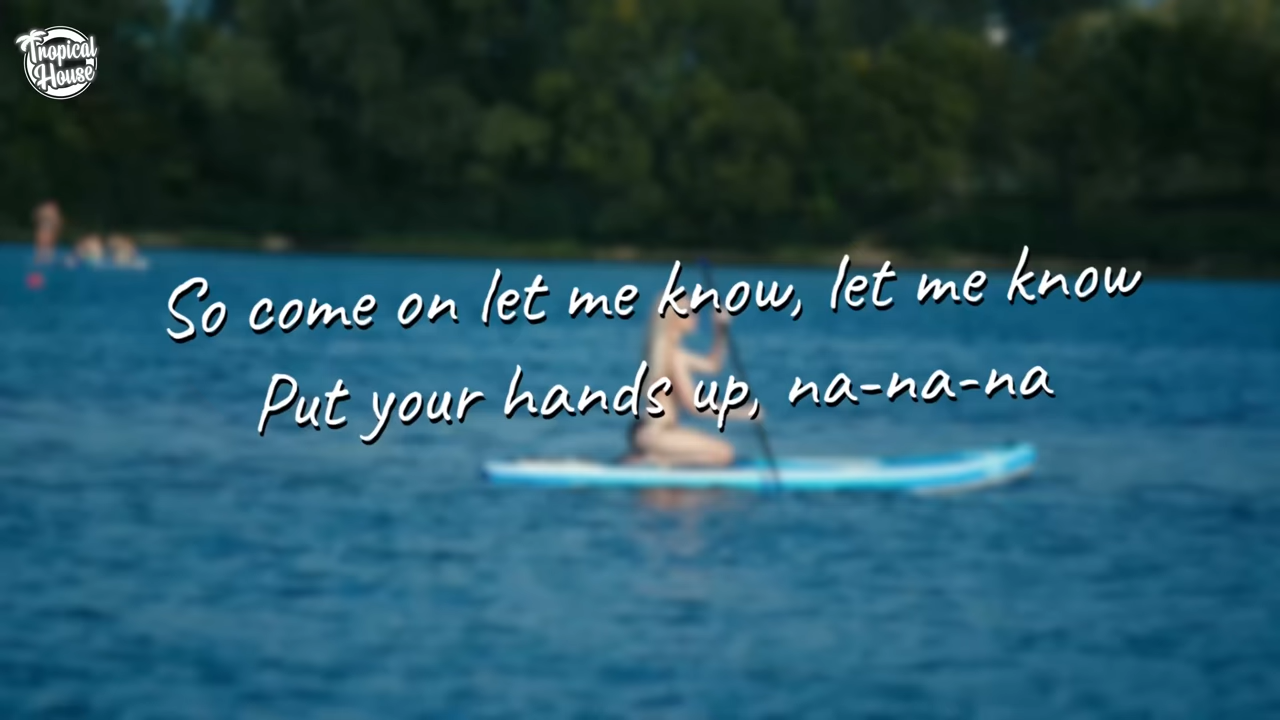 Tropical
House
So come on let me know, let me know
Put your hands up, na-na-na